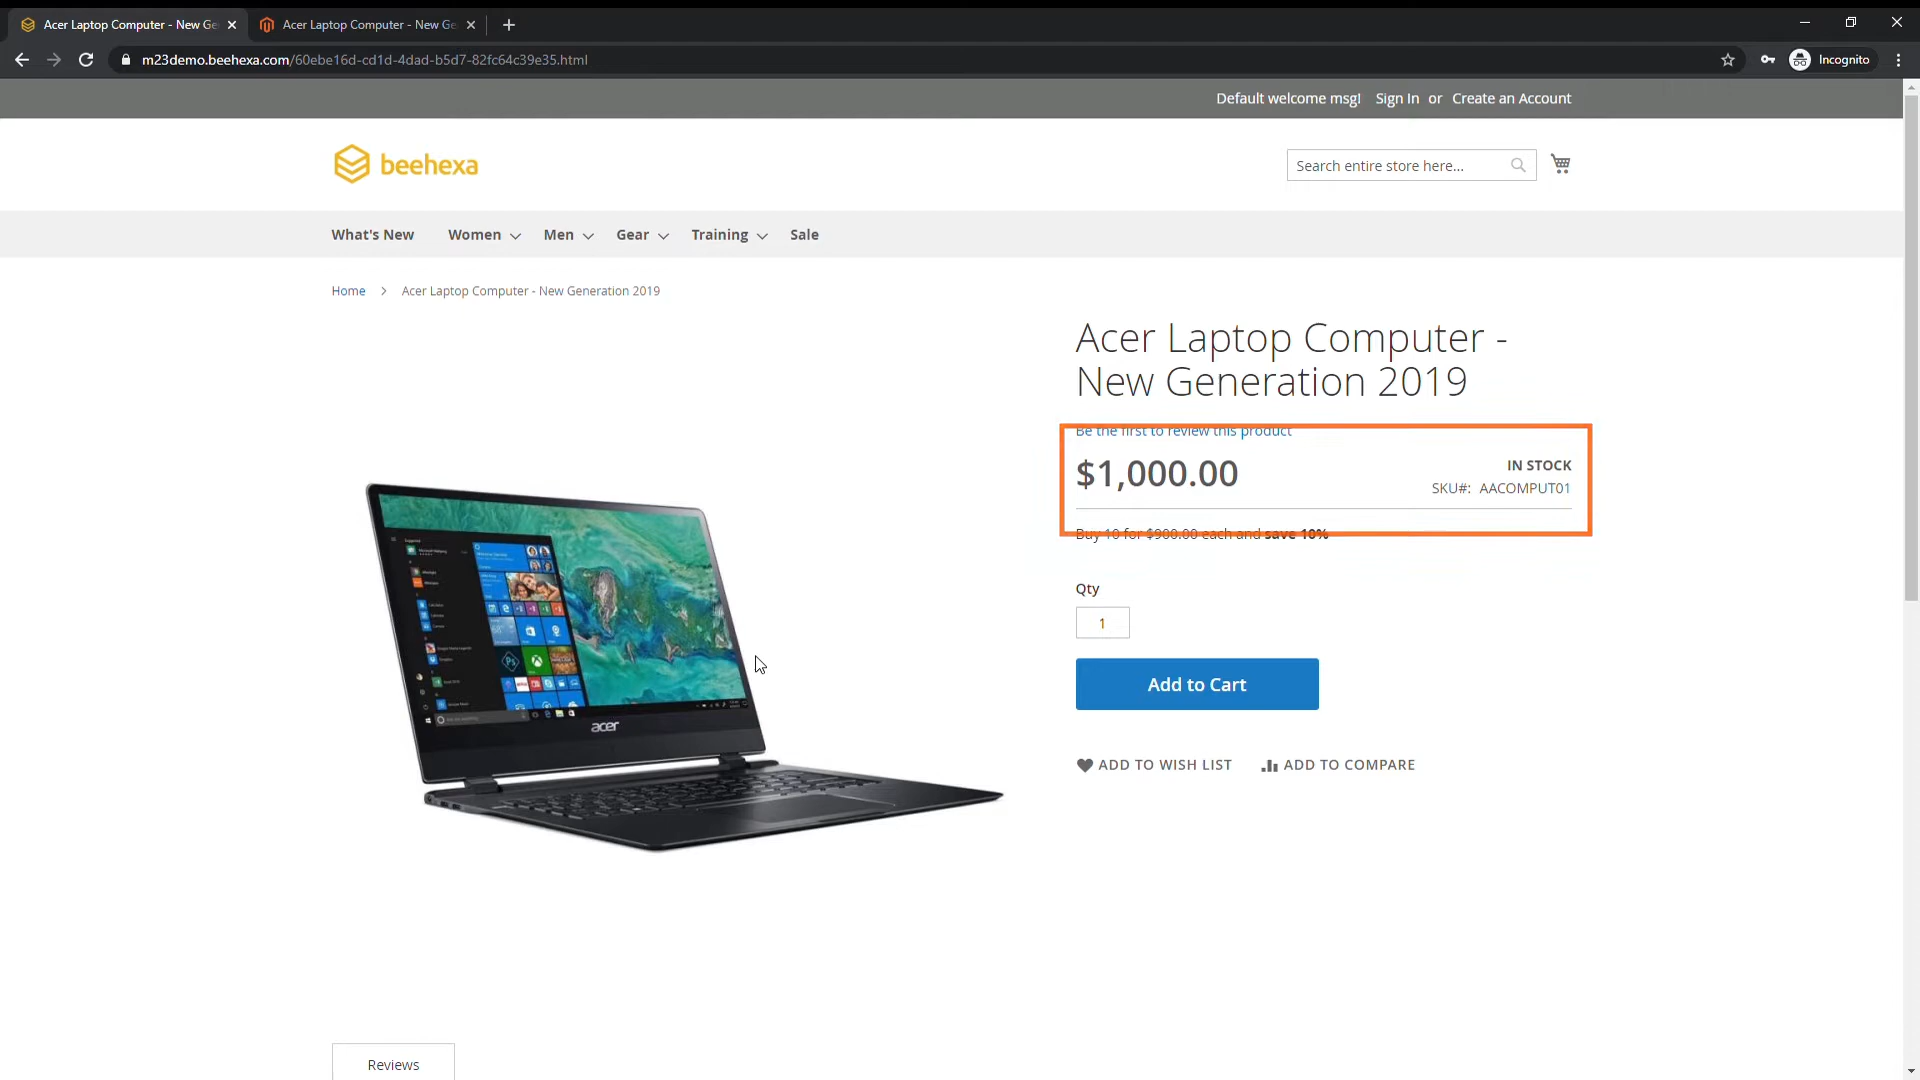 Acer Laptop Computer - New Ge
Acer Laptop Computer - New Ge
m23demo.beehexa.com/60ebe16d-cd1d-4dad-b5d7-82fc64c39e35.html
Incognito
Default welcome msg! Sign In or Create an Account
beehexa
Search entire store here...
What's New Women Men Gear Training Sale
Home Acer Laptop Computer - New Generation 2019
Acer Laptop Computer -
New Generation 2019
Be the first to review this product
$1,000.00
IN STOCK
SKU#: AACOMPUT01
Buy 10 for $900.00 each and save 10%
Qty
1
Add to Cart
ADD TO WISH LIST ADD TO COMPARE
acer
Reviews